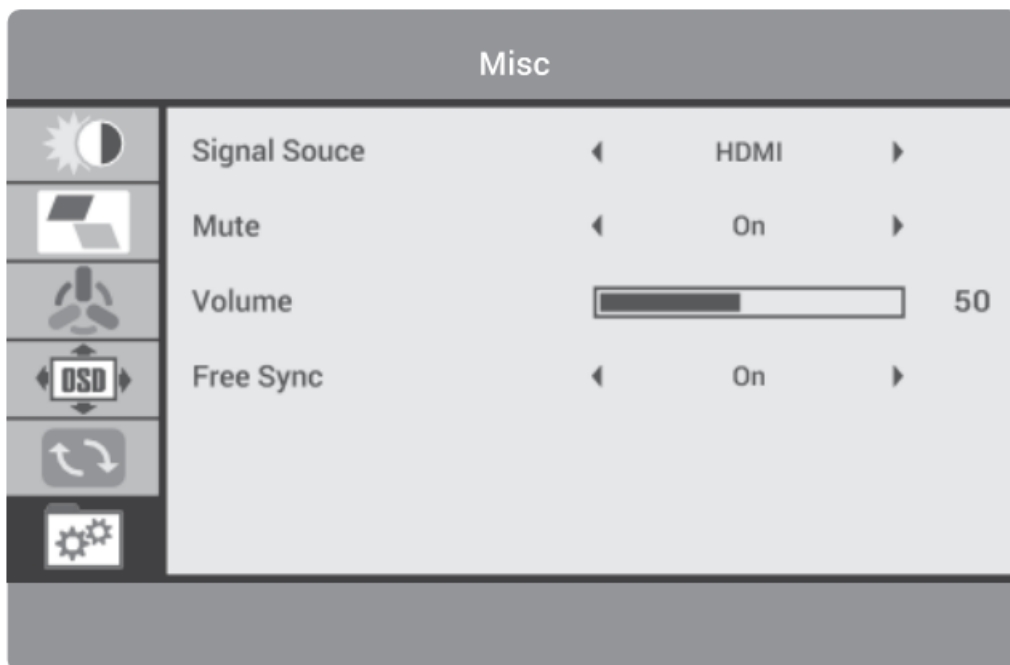 Misc
Signal Souce HDMI
Mute On
Volume 50
OSD
Free Sync On